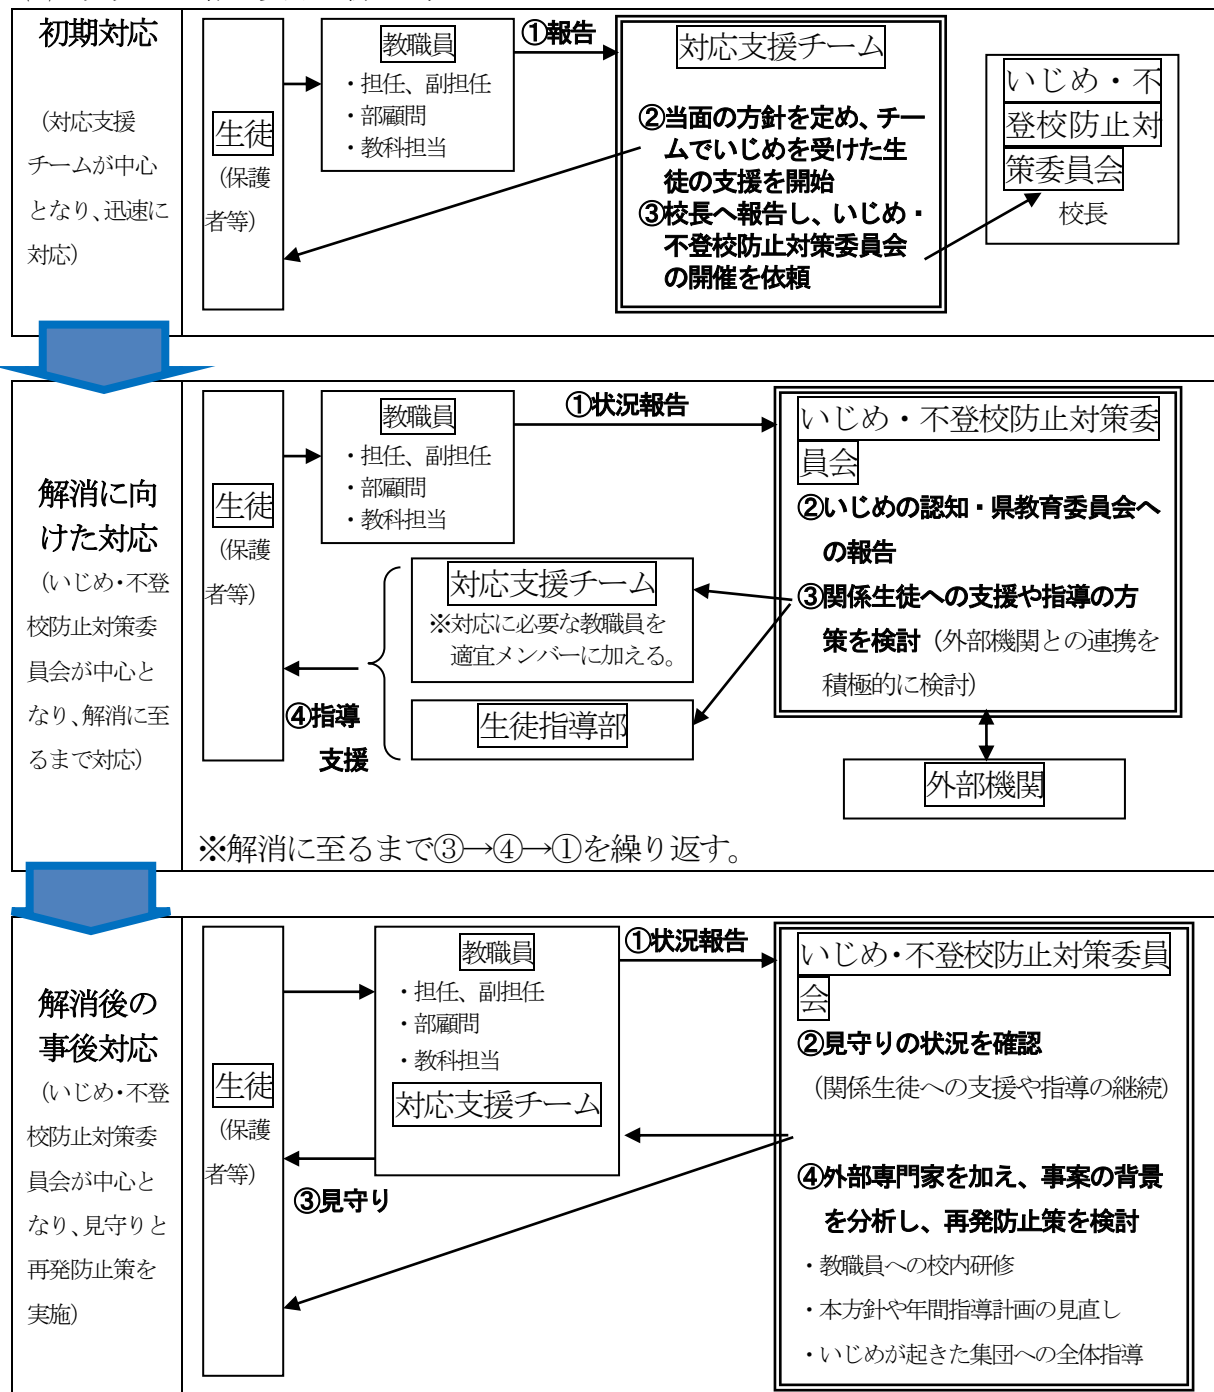 初期対応
（対応支援
チームが中心
となり、迅速に
対応）
生徒
（保護
者等）
教職員
・担任、副担任
・部顧問
・教科担当
①報告
対応支援チーム
②当面の方針を定め、チー
ムでいじめを受けた生
徒の支援を開始
③校長へ報告し、いじめ・
不登校防止対策委員会
の開催を依頼
いじめ・不
登校防止対
策委員会
校長
解消に向
けた対応
（いじめ・不登
校防止対策委
員会が中心と
なり、解消に至
るまで対応）
生徒
（保護
者等）
教職員
・担任、副担任
・部顧問
・教科担当
①状況報告
いじめ・不登校防止対策委
員会
②いじめの認知・県教育委員会へ
の報告
③関係生徒への支援や指導の方
策を検討（外部機関との連携を
積極的に検討）
対応支援チーム
※対応に必要な教職員を
適宜メンバーに加える。
生徒指導部
④指導
支援
外部機関
※解消に至るまで③→④→①を繰り返す。
解消後の
事後対応
（いじめ・不登
校防止対策委
員会が中心と
なり、見守りと
再発防止策を
実施）
生徒
（保護
者等）
教職員
・担任、副担任
・部顧問
・教科担当
対応支援チーム
①状況報告
③見守り
いじめ・不登校防止対策委員
会
②見守りの状況を確認
（関係生徒への支援や指導の継続）
④外部専門家を加え、事案の背景
を分析し、再発防止策を検討
・教職員への校内研修
・本方針や年間指導計画の見直し
・いじめが起きた集団への全体指導